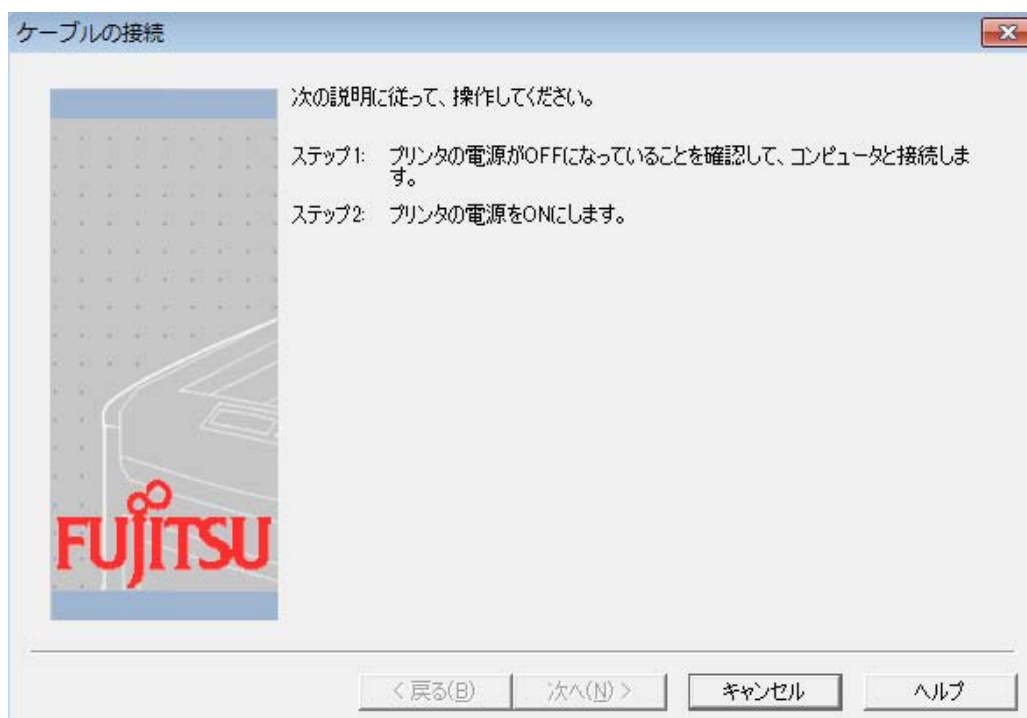 ケーブルの接続
次の説明に従って、操作してください。
ステップ1: プリンタの電源がOFFになっていることを確認して、コンピュータと接続しま
す。
ステップ2: プリンタの電源をONにします。
FUJITSU
< 戻る(B) 次へ(N) > キャンセル ヘルプ